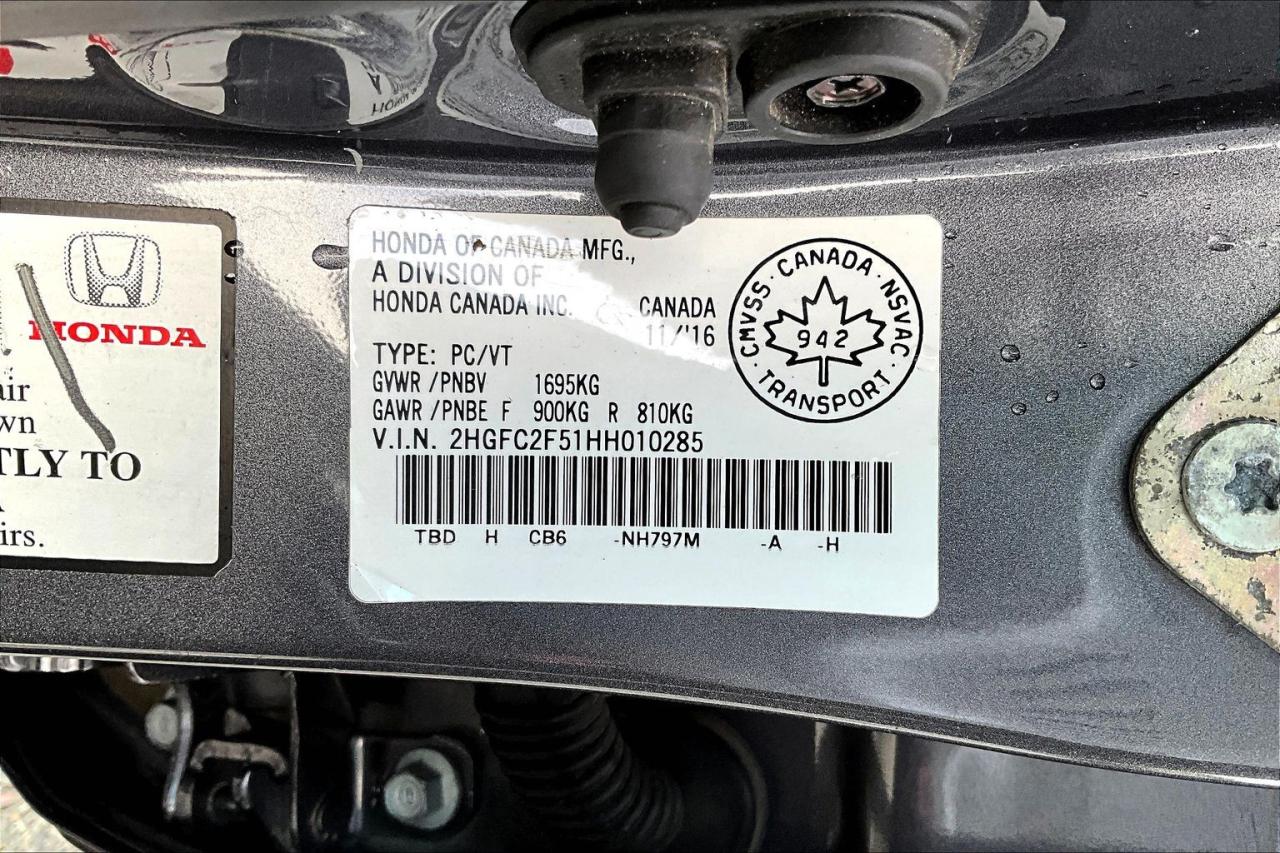 HONDA
air
wn
TLY TO
irs.
HONDA OF CANADA MFG.,
A DIVISION OF
HONDA CANADA INC.
CANADA
11/'16
TYPE: PC/VT
GVWR /PNBV 1695KG
GAWR /PNBE F 900KG R 810KG
V.I.N. 2HGFC2F51HH010285
TBD H CB6 -NH797M -A -H
CMVSS · CANADA · NSVAC · TRANSPORT ·
942